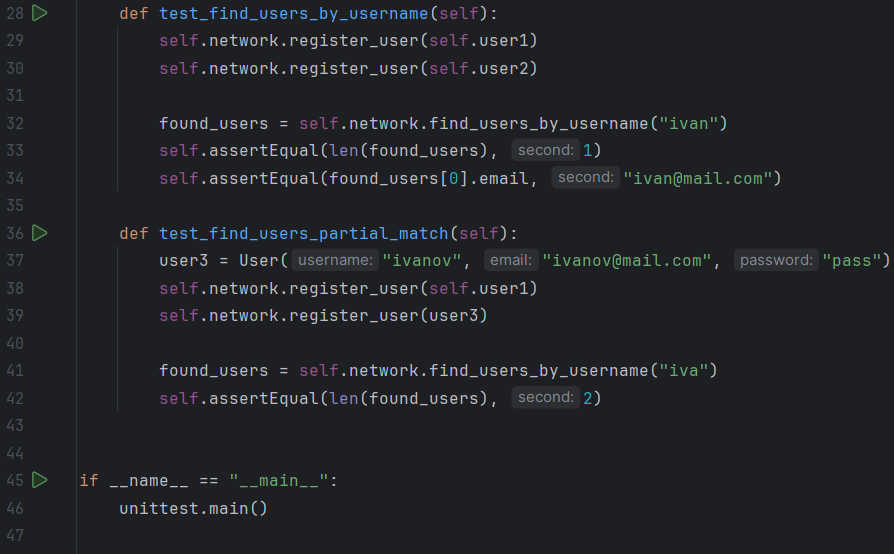 28 def test_find_users_by_username(self):
29 self.network.register_user(self.user1)
30 self.network.register_user(self.user2)
31
32 found_users = self.network.find_users_by_username("ivan")
33 self.assertEqual(len(found_users), second: 1)
34 self.assertEqual(found_users[0].email, second: "ivan@mail.com")
35
36 def test_find_users_partial_match(self):
37 user3 = User( username: "ivanov", email: "ivanov@mail.com", password: "pass")
38 self.network.register_user(self.user1)
39 self.network.register_user(user3)
40
41 found_users = self.network.find_users_by_username("iva")
42 self.assertEqual(len(found_users), second: 2)
43
44
45 if __name__ == "__main__":
46 unittest.main()
47